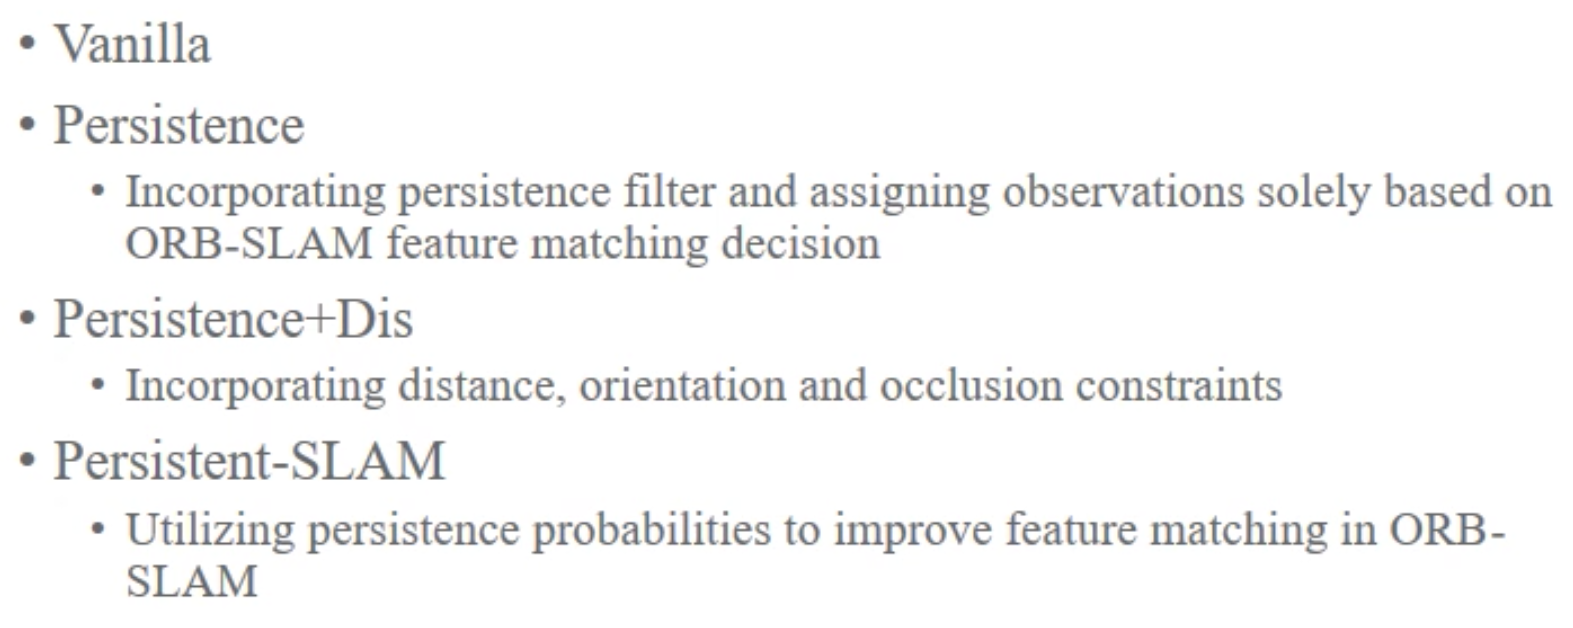 • Vanilla
• Persistence
• Incorporating persistence filter and assigning observations solely based on
ORB-SLAM feature matching decision
• Persistence+Dis
• Incorporating distance, orientation and occlusion constraints
• Persistent-SLAM
• Utilizing persistence probabilities to improve feature matching in ORB-
SLAM